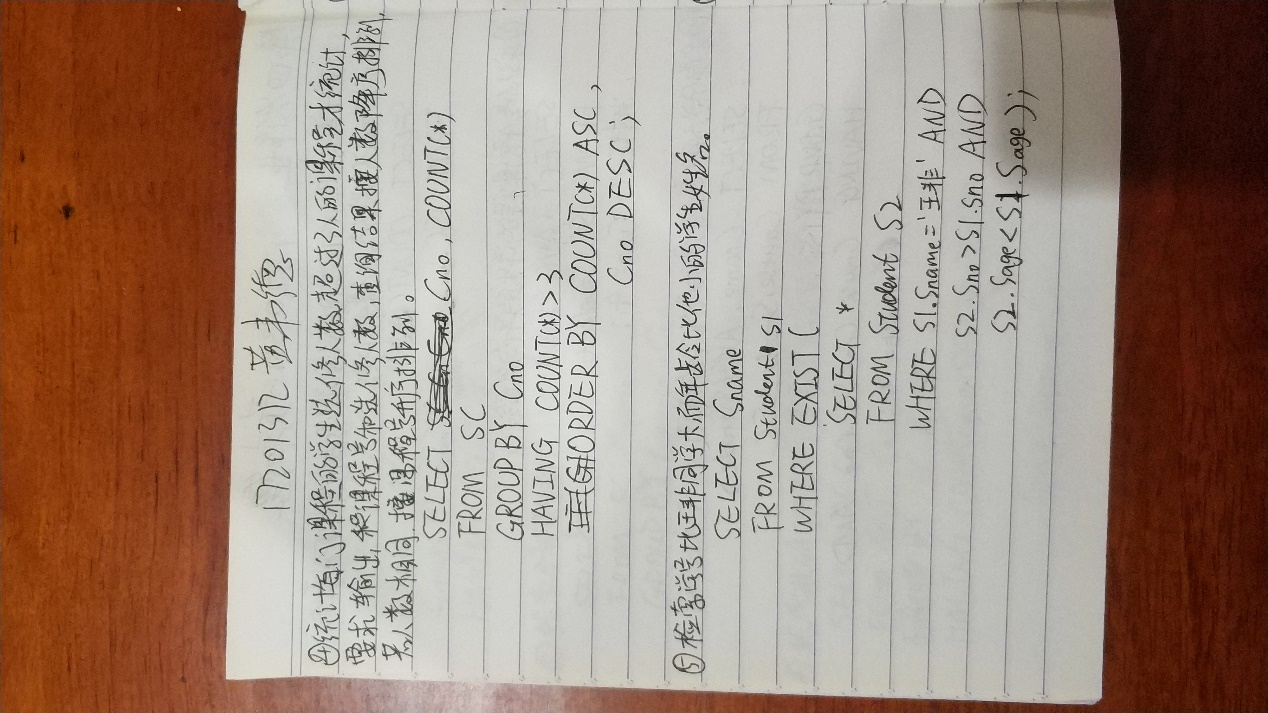 1720131312 黄韦德
④统计每门课程的学生选修人数,超过3人的课程才统计,
要求输出课程号和选修人数,查询结果按人数降序排列,
若人数相同,按课程号升序排列。
SELECT Cno, COUNT(*)
FROM SC
GROUP BY Cno
HAVING COUNT(*)>3
ORDER BY COUNT(*) ASC,
Cno DESC;
⑤检索学号比王非同学大而年龄比他小的学生姓名。
SELECT Sname
FROM Student S1
WHERE EXIST(
SELECT *
FROM Student S2
WHERE S1.Sname='王非' AND
S2.Sno>S1.Sno AND
S2.Sage<S1.Sage);